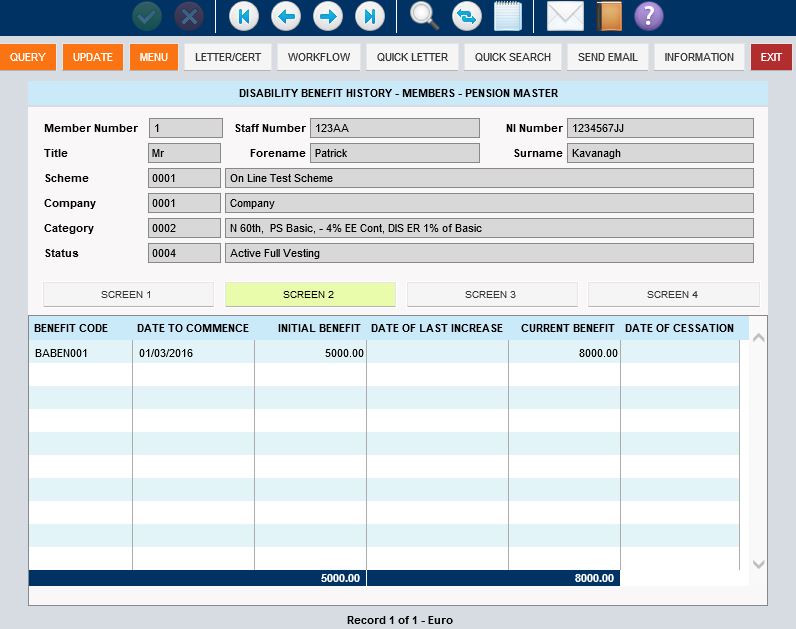 ?
QUERY UPDATE MENU LETTER/CERT WORKFLOW QUICK LETTER QUICK SEARCH SEND EMAIL INFORMATION EXIT
DISABILITY BENEFIT HISTORY - MEMBERS - PENSION MASTER
Member Number 1 Staff Number 123AA NI Number 1234567JJ
Title Mr Forename Patrick Surname Kavanagh
Scheme 0001 On Line Test Scheme
Company 0001 Company
Category 0002 N 60th, PS Basic, - 4% EE Cont, DIS ER 1% of Basic
Status 0004 Active Full Vesting
SCREEN 1 SCREEN 2 SCREEN 3 SCREEN 4
BENEFIT CODE DATE TO COMMENCE INITIAL BENEFIT DATE OF LAST INCREASE CURRENT BENEFIT DATE OF CESSATION
BABEN001 01/03/2016 5000.00 8000.00
5000.00 8000.00
Record 1 of 1 - Euro